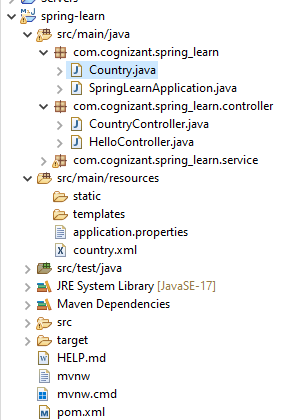 servers
spring-learn
src/main/java
com.cognizant.spring_learn
Country.java
SpringLearnApplication.java
com.cognizant.spring_learn.controller
CountryController.java
HelloController.java
com.cognizant.spring_learn.service
src/main/resources
static
templates
application.properties
country.xml
src/test/java
JRE System Library [JavaSE-17]
Maven Dependencies
src
target
HELP.md
mvnw
mvnw.cmd
pom.xml